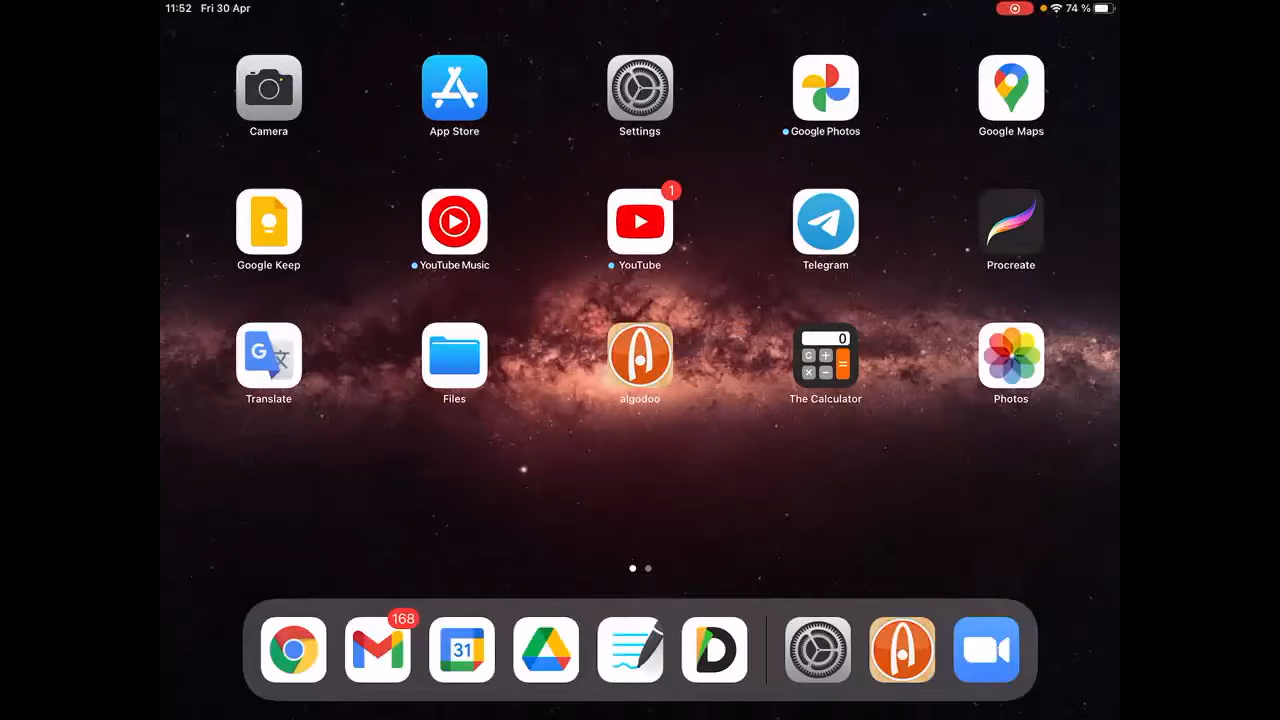 11:52 Fri 30 Apr
74 %
Camera
App Store
Settings
Google Photos
Google Maps
1
Google Keep
YouTube Music
YouTube
Telegram
Procreate
G 文
0
C +
× − =
Translate
Files
algodoo
The Calculator
Photos
168
31